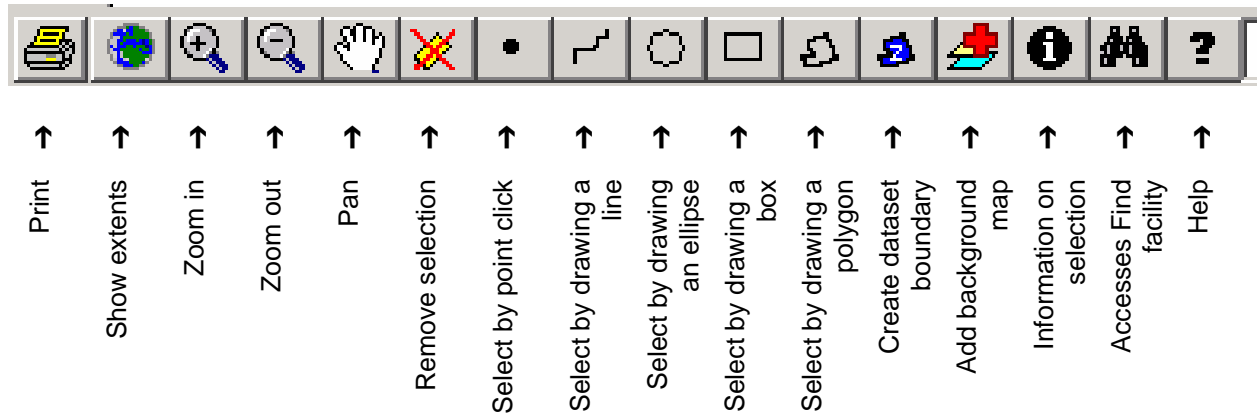 Print
Show extents
Zoom in
Zoom out
Pan
Remove selection
Select by point click
Select by drawing a
line
Select by drawing
an ellipse
Select by drawing a
box
Select by drawing a
polygon
Create dataset
boundary
Add background
map
Information on
selection
Accesses Find
facility
Help